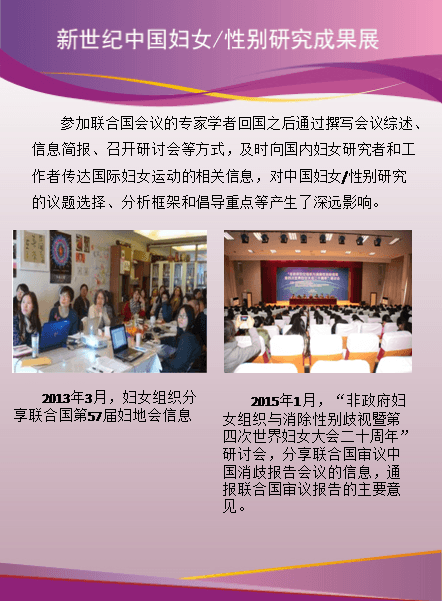 新世纪中国妇女/性别研究成果展
参加联合国会议的专家学者回国之后通过撰写会议综述、
信息简报、召开研讨会等方式，及时向国内妇女研究者和工
作者传达国际妇女运动的相关信息，对中国妇女/性别研究
的议题选择、分析框架和倡导重点等产生了深远影响。
2013年3月，妇女组织分
享联合国第57届妇地会信息
2015年1月，“非政府妇
女组织与消除性别歧视暨第
四次世界妇女大会二十周年”
研讨会，分享联合国审议中
国消歧报告会议的信息，通
报联合国审议报告的主要意
见。